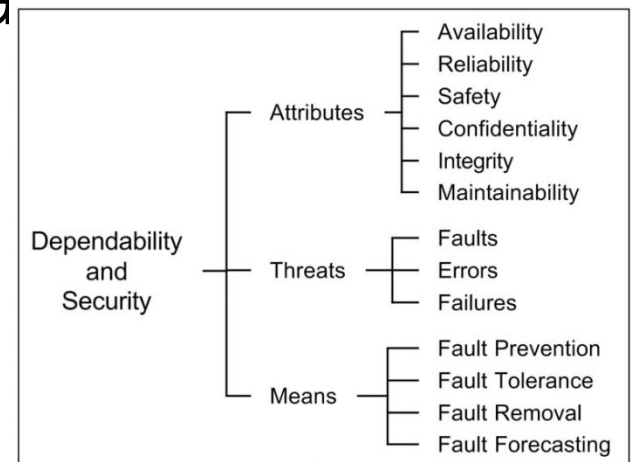 Dependability
and
Security
Attributes
Availability
Reliability
Safety
Confidentiality
Integrity
Maintainability
Threats
Faults
Errors
Failures
Means
Fault Prevention
Fault Tolerance
Fault Removal
Fault Forecasting